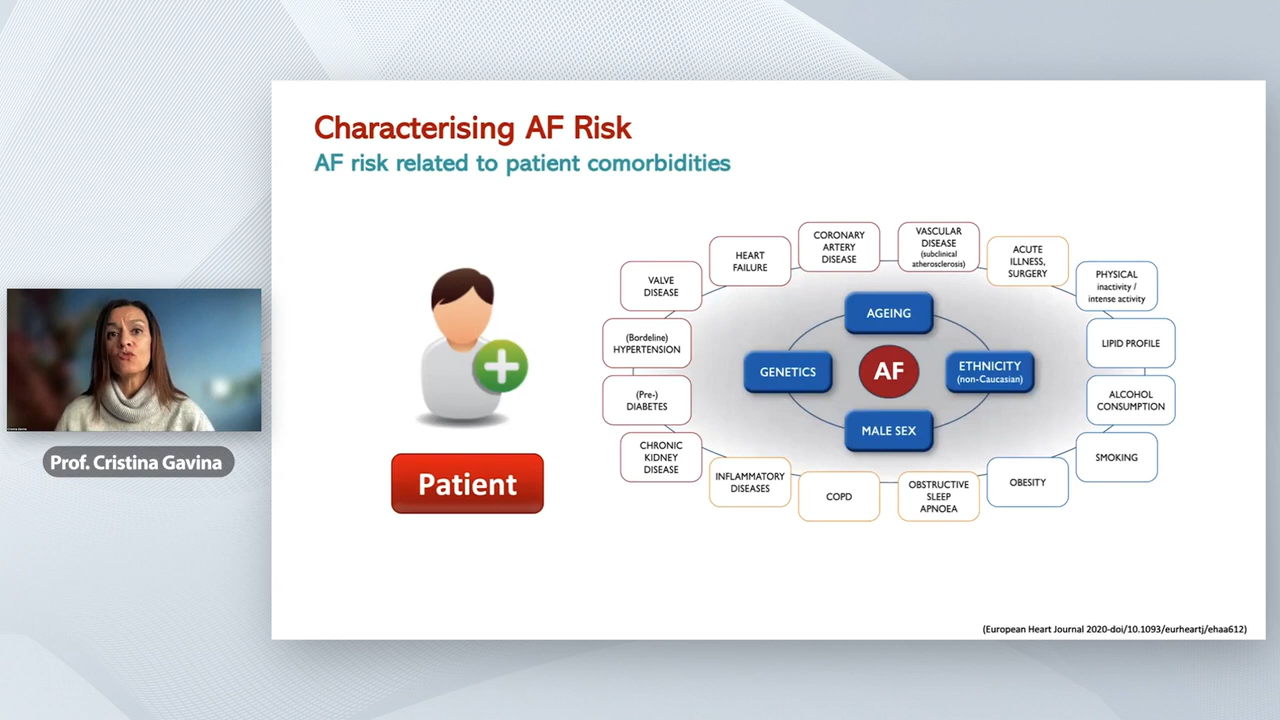 Characterising AF Risk
AF risk related to patient comorbidities
CORONARY
ARTERY
DISEASE
VASCULAR
DISEASE
(subclinical
atherosclerosis)
HEART
FAILURE
ACUTE
ILLNESS,
SURGERY
VALVE
DISEASE
PHYSICAL
inactivity /
intense activity
(Bordeline)
HYPERTENSION
LIPID PROFILE
(Pre-)
DIABETES
ALCOHOL
CONSUMPTION
CHRONIC
KIDNEY
DISEASE
SMOKING
INFLAMMATORY
DISEASES
COPD
OBSTRUCTIVE
SLEEP
APNOEA
OBESITY
AGEING
GENETICS
AF
ETHNICITY
(non-Caucasian)
MALE SEX
Patient
Prof. Cristina Gavina
(European Heart Journal 2020-doi/10.1093/eurheartj/ehaa612)